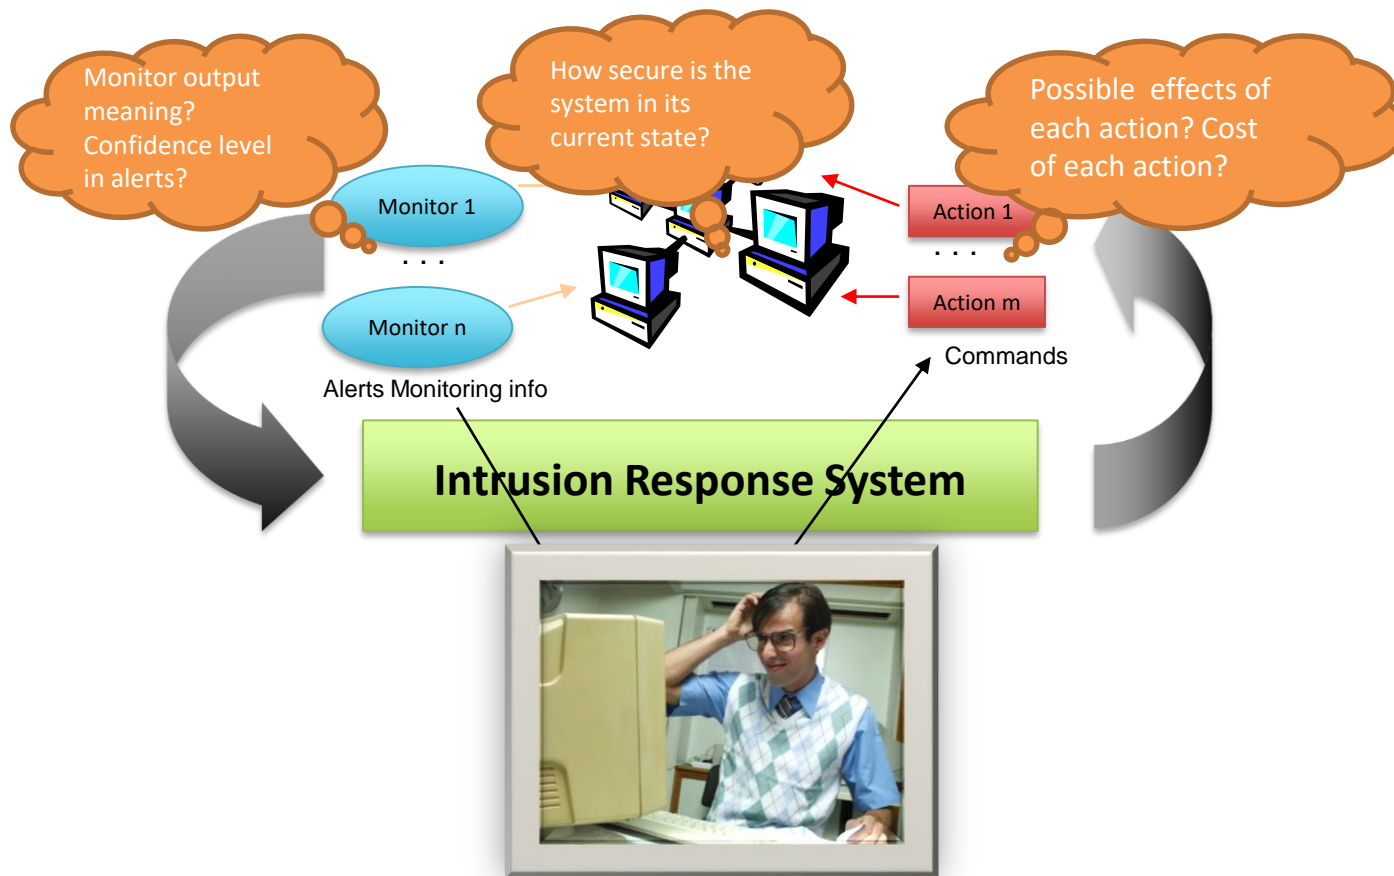 Monitor output
meaning?
Confidence level
in alerts?
How secure is the
system in its
current state?
Possible  effects of
each action? Cost
of each action?
Monitor 1
. . .
Monitor n
Alerts Monitoring info
Action 1
. . .
Action m
Commands
Intrusion Response System